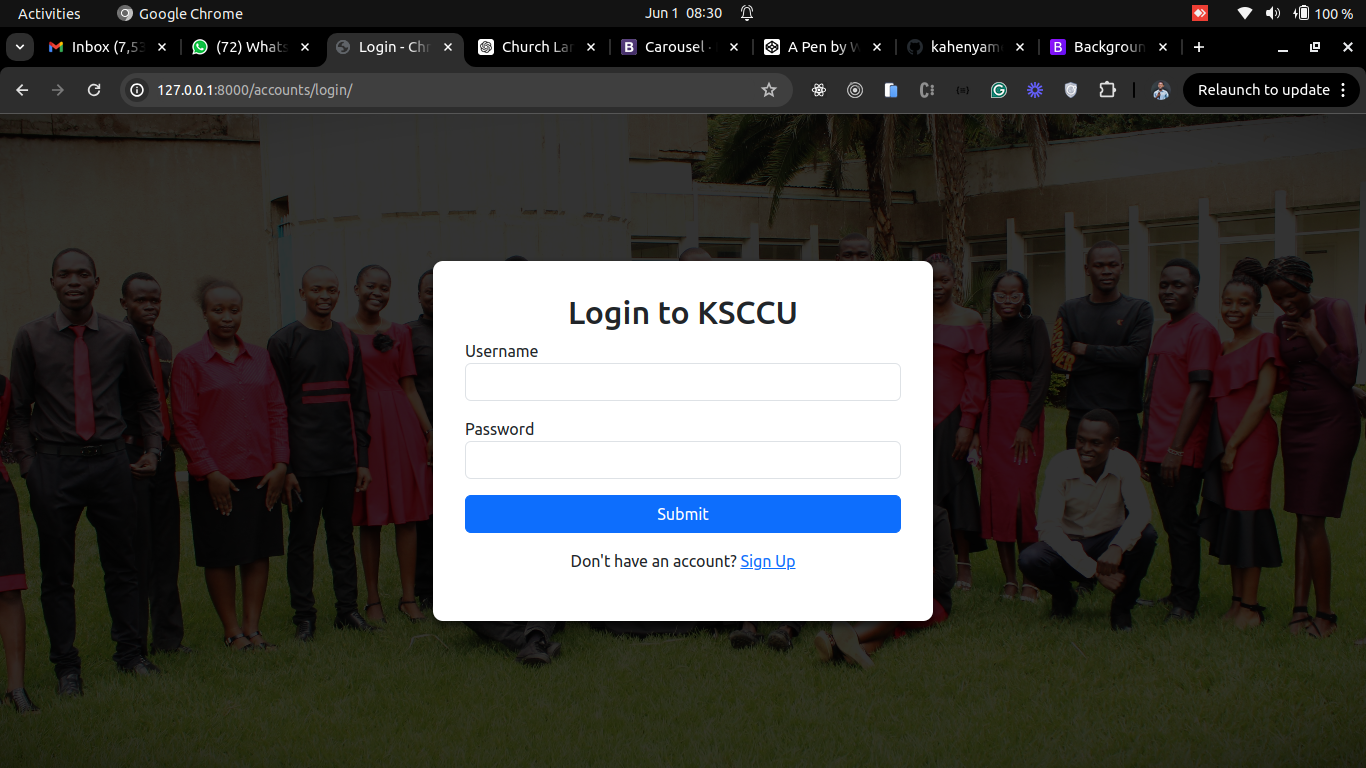 Activities Google Chrome Jun 1 08:30 100 %
Inbox (7,53 (72) Whats Login - Chr Church Lan Carousel · A Pen by W kahenyam Backgroun
127.0.0.1:8000/accounts/login/ Relaunch to update
Login to KSCCU
Username
Password
Submit
Don't have an account? Sign Up